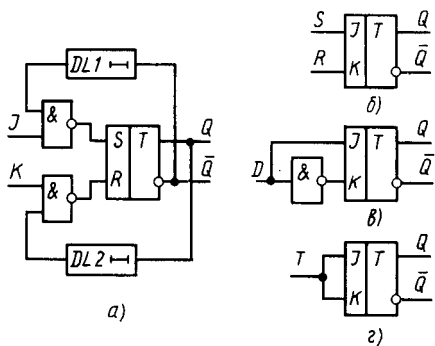 DL1
&
J
S T Q
R Q̅
K
&
DL2
а)
S J T Q
R K Q̅
б)
D & J T Q
K Q̅
в)
T J T Q
K Q̅
г)